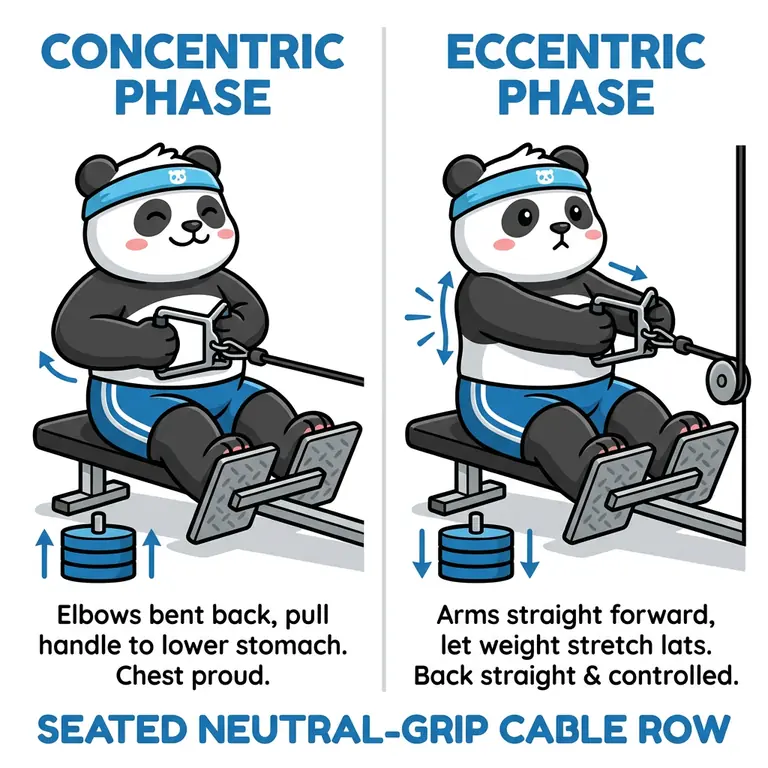 CONCENTRIC
PHASE
Elbows bent back, pull
handle to lower stomach.
Chest proud.
ECCENTRIC
PHASE
Arms straight forward,
let weight stretch lats.
Back straight & controlled.
SEATED NEUTRAL-GRIP CABLE ROW